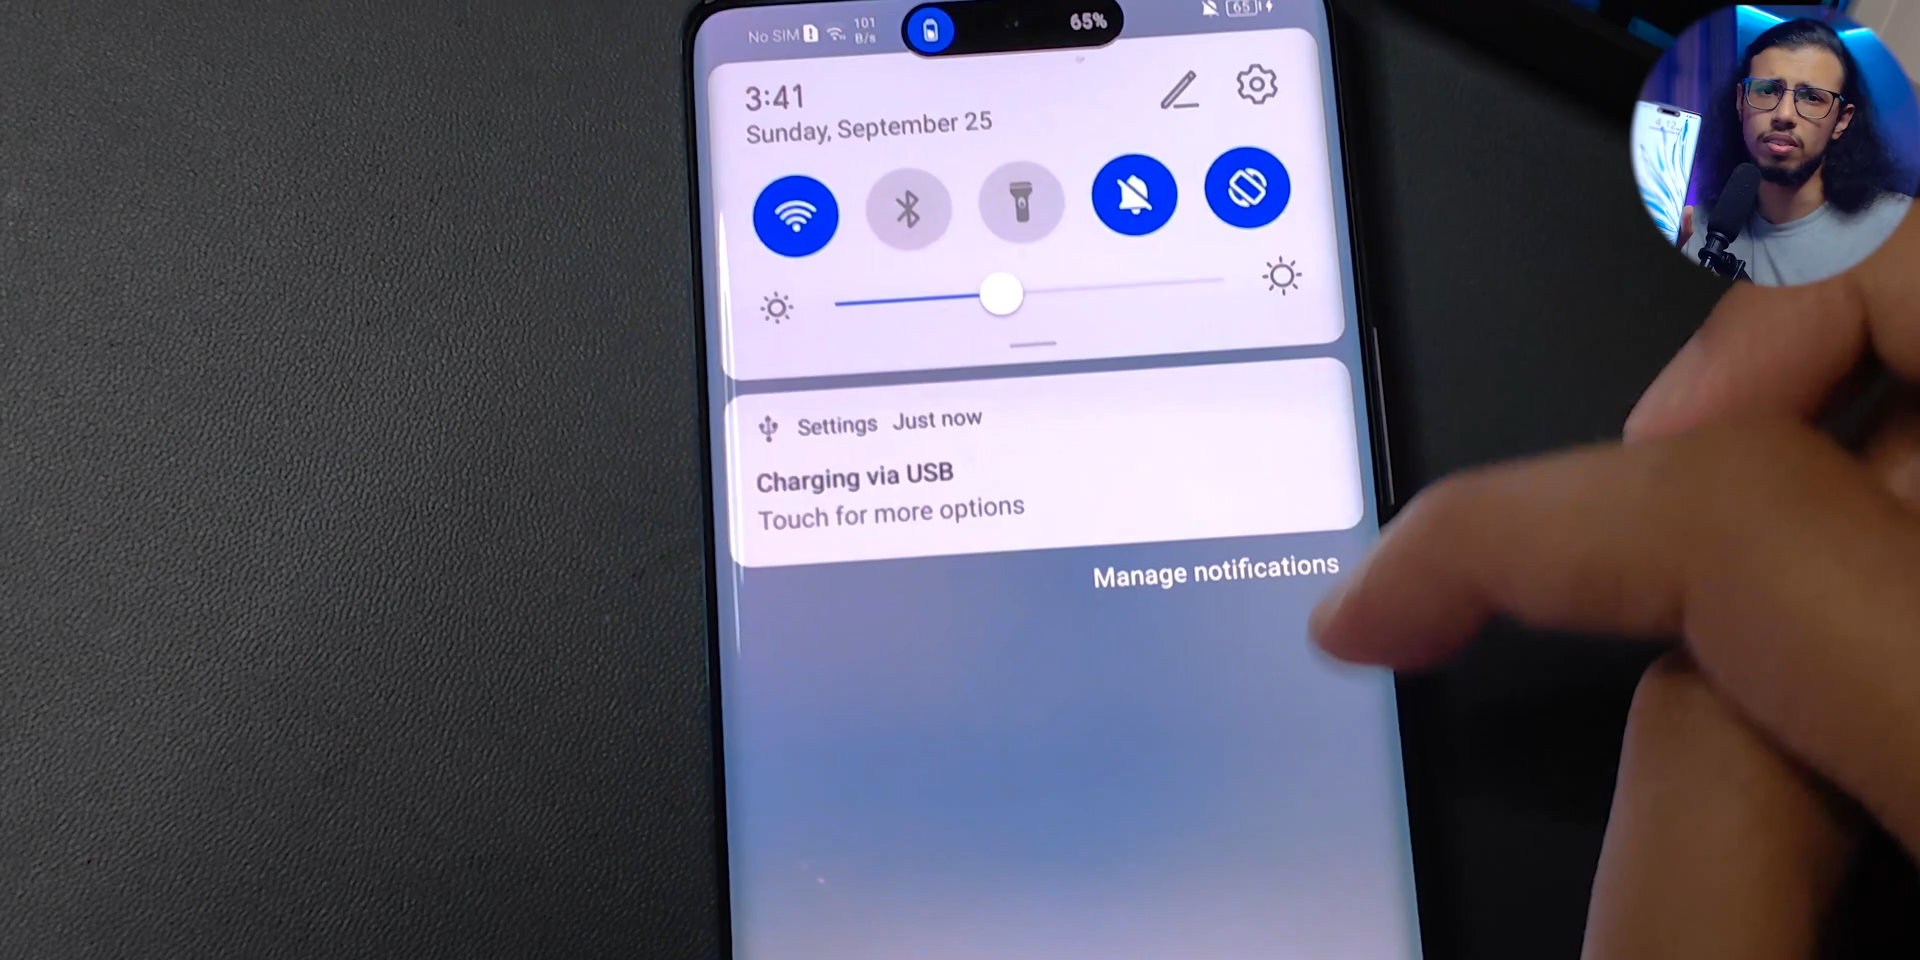 No SIM
101
B/s
65%
65
3:41
Sunday, September 25
Settings Just now
Charging via USB
Touch for more options
Manage notifications